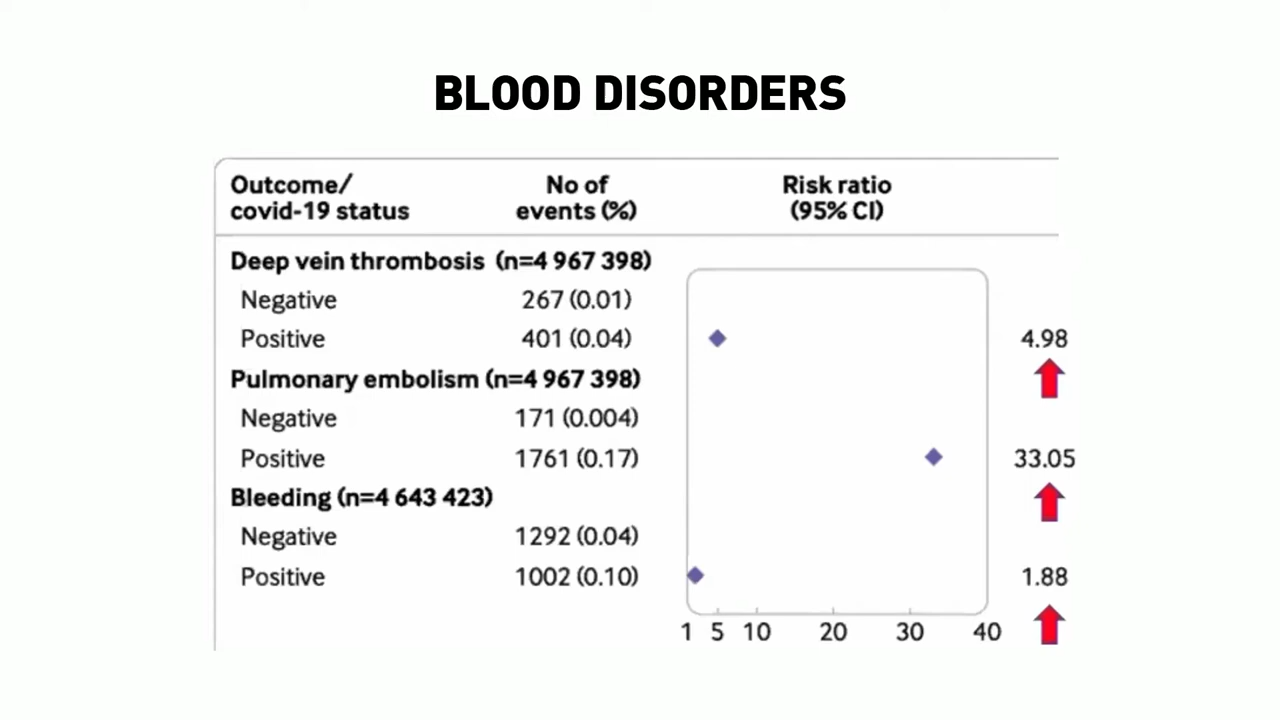 BLOOD DISORDERS
Outcome/ No of Risk ratio
covid-19 status events (%) (95% CI)
Deep vein thrombosis (n=4 967 398)
Negative 267 (0.01)
Positive 401 (0.04) 4.98
Pulmonary embolism (n=4 967 398)
Negative 171 (0.004)
Positive 1761 (0.17) 33.05
Bleeding (n=4 643 423)
Negative 1292 (0.04)
Positive 1002 (0.10) 1.88
1 5 10 20 30 40